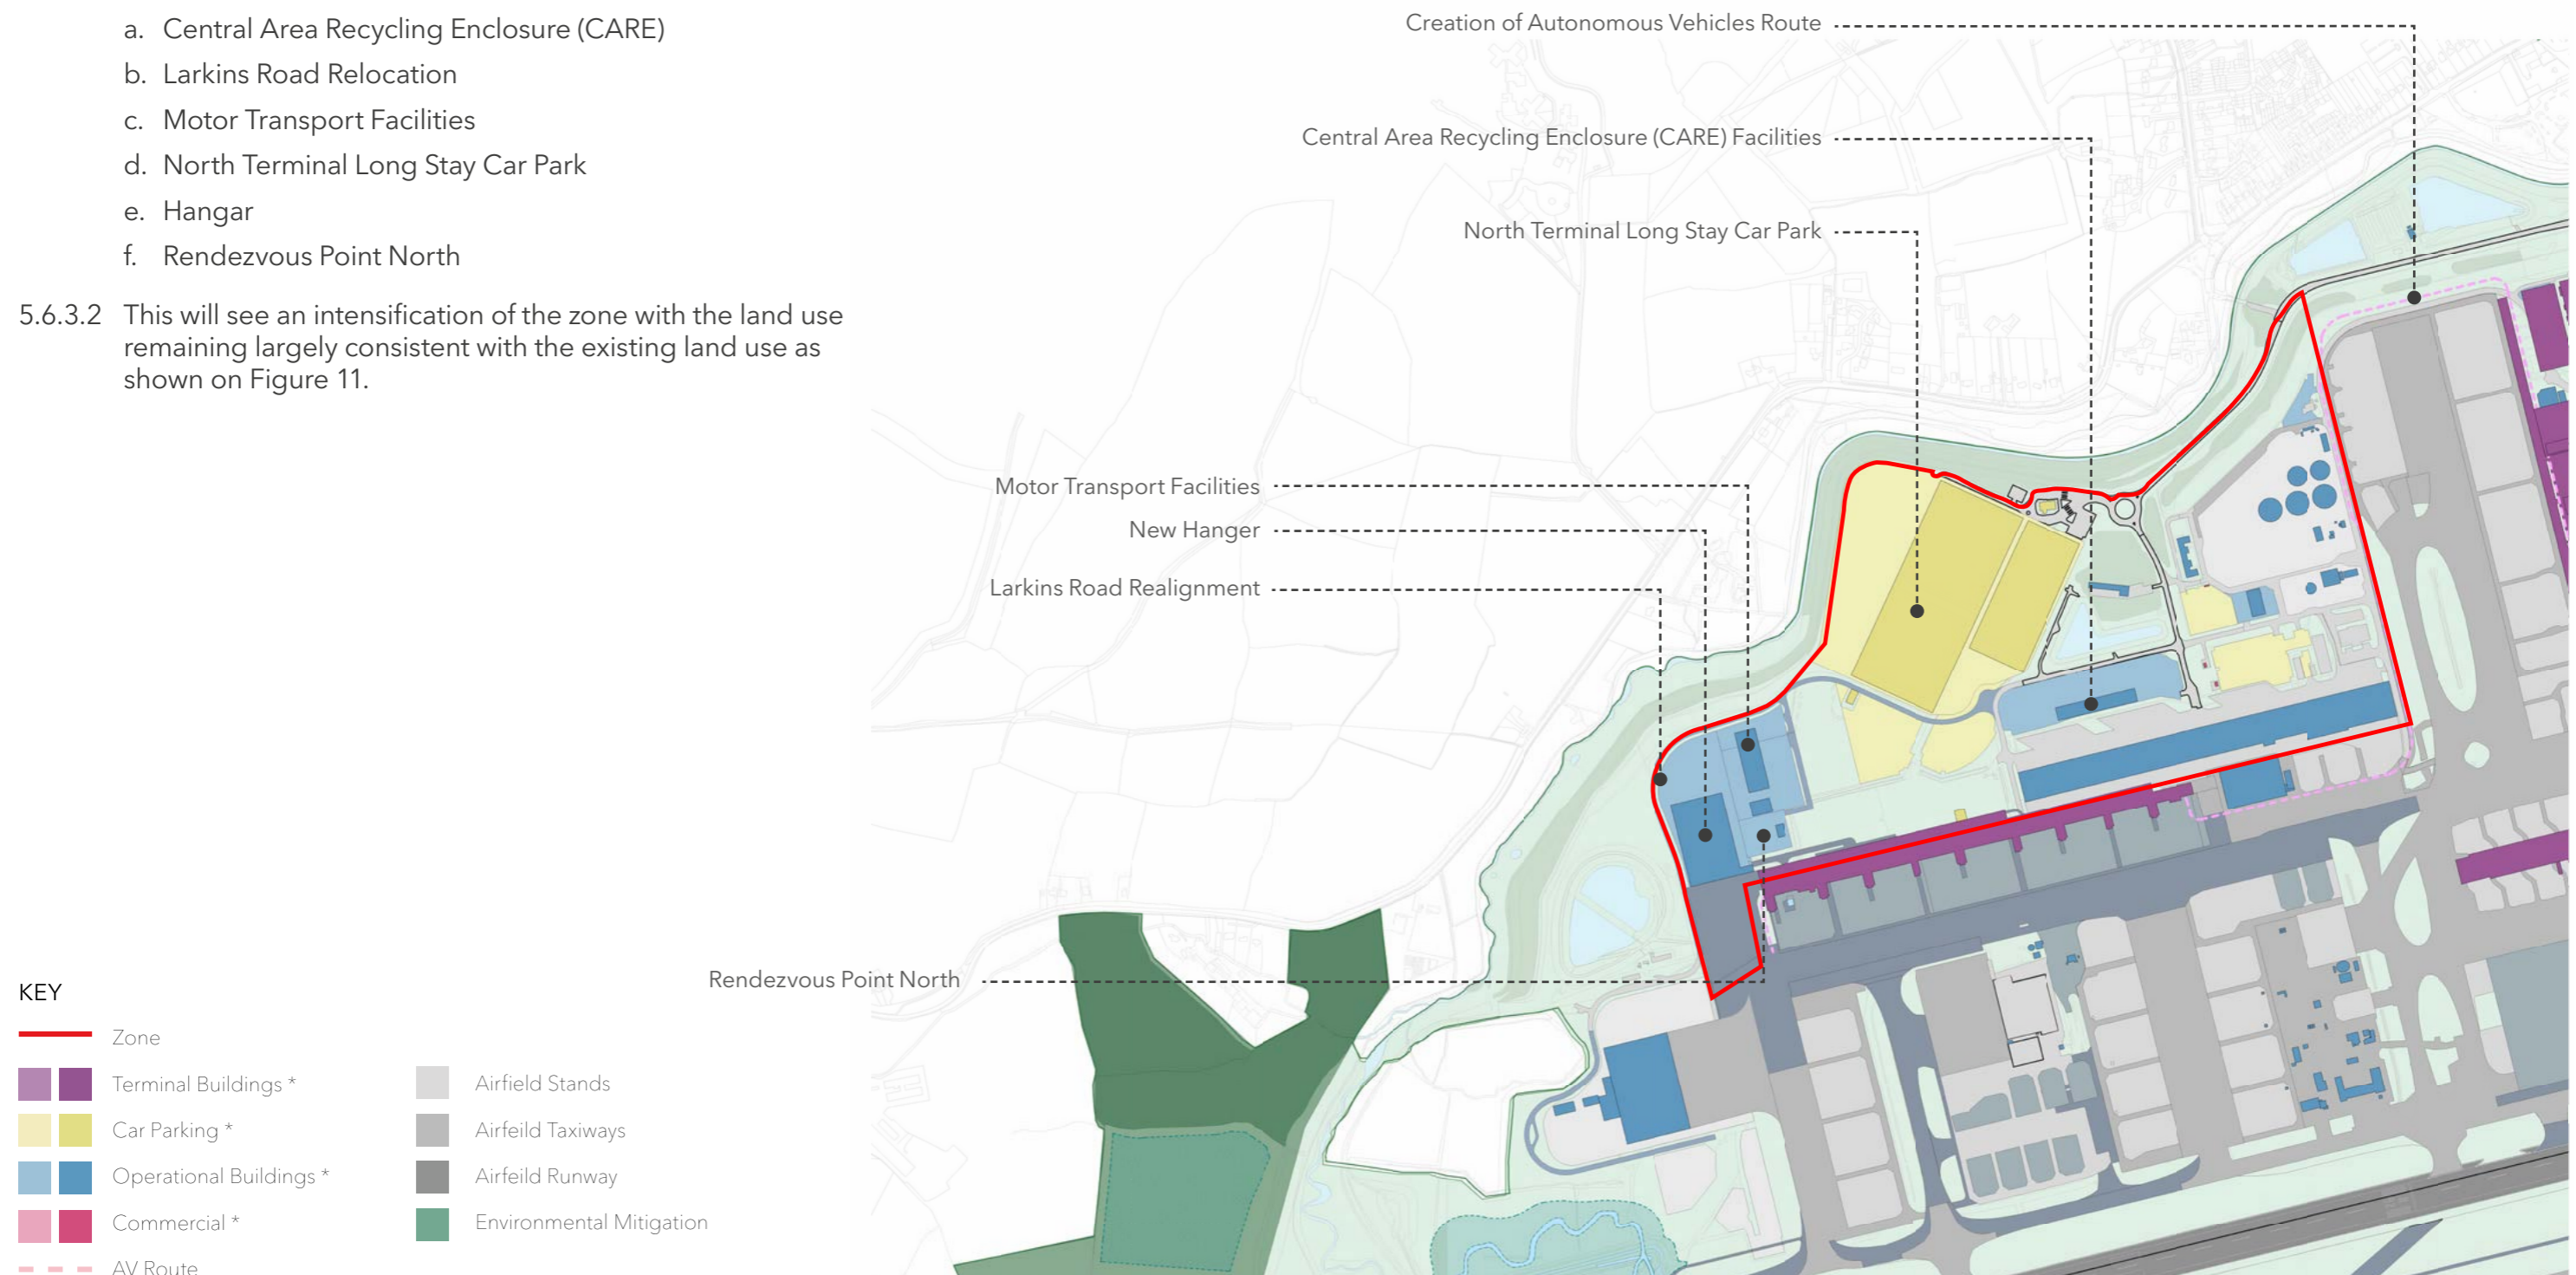 a. Central Area Recycling Enclosure (CARE)
b. Larkins Road Relocation
c. Motor Transport Facilities
d. North Terminal Long Stay Car Park
e. Hangar
f. Rendezvous Point North
5.6.3.2 This will see an intensification of the zone with the land use
remaining largely consistent with the existing land use as
shown on Figure 11.
Creation of Autonomous Vehicles Route
Central Area Recycling Enclosure (CARE) Facilities
North Terminal Long Stay Car Park
Motor Transport Facilities
New Hanger
Larkins Road Realignment
Rendezvous Point North
KEY
Zone
Terminal Buildings *
Car Parking *
Operational Buildings *
Commercial *
AV Route
Airfield Stands
Airfeild Taxiways
Airfeild Runway
Environmental Mitigation